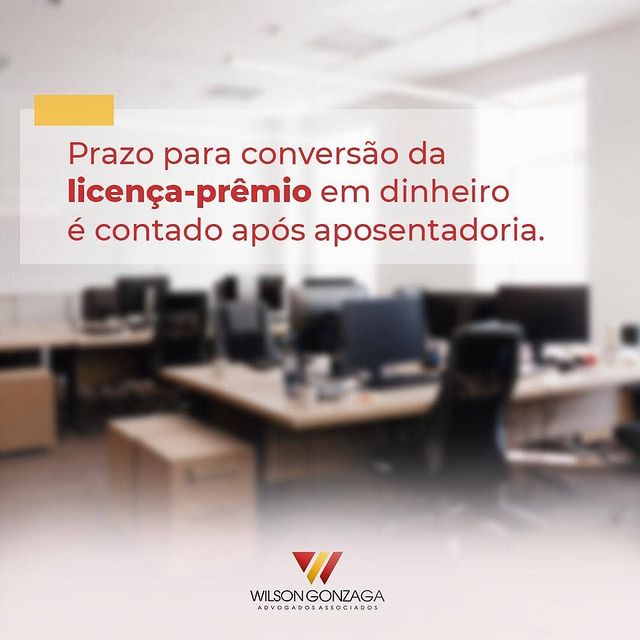 Prazo para conversão da
licença-prêmio em dinheiro
é contado após aposentadoria.
WILSON GONZAGA
ADVOGADOS ASSOCIADOS